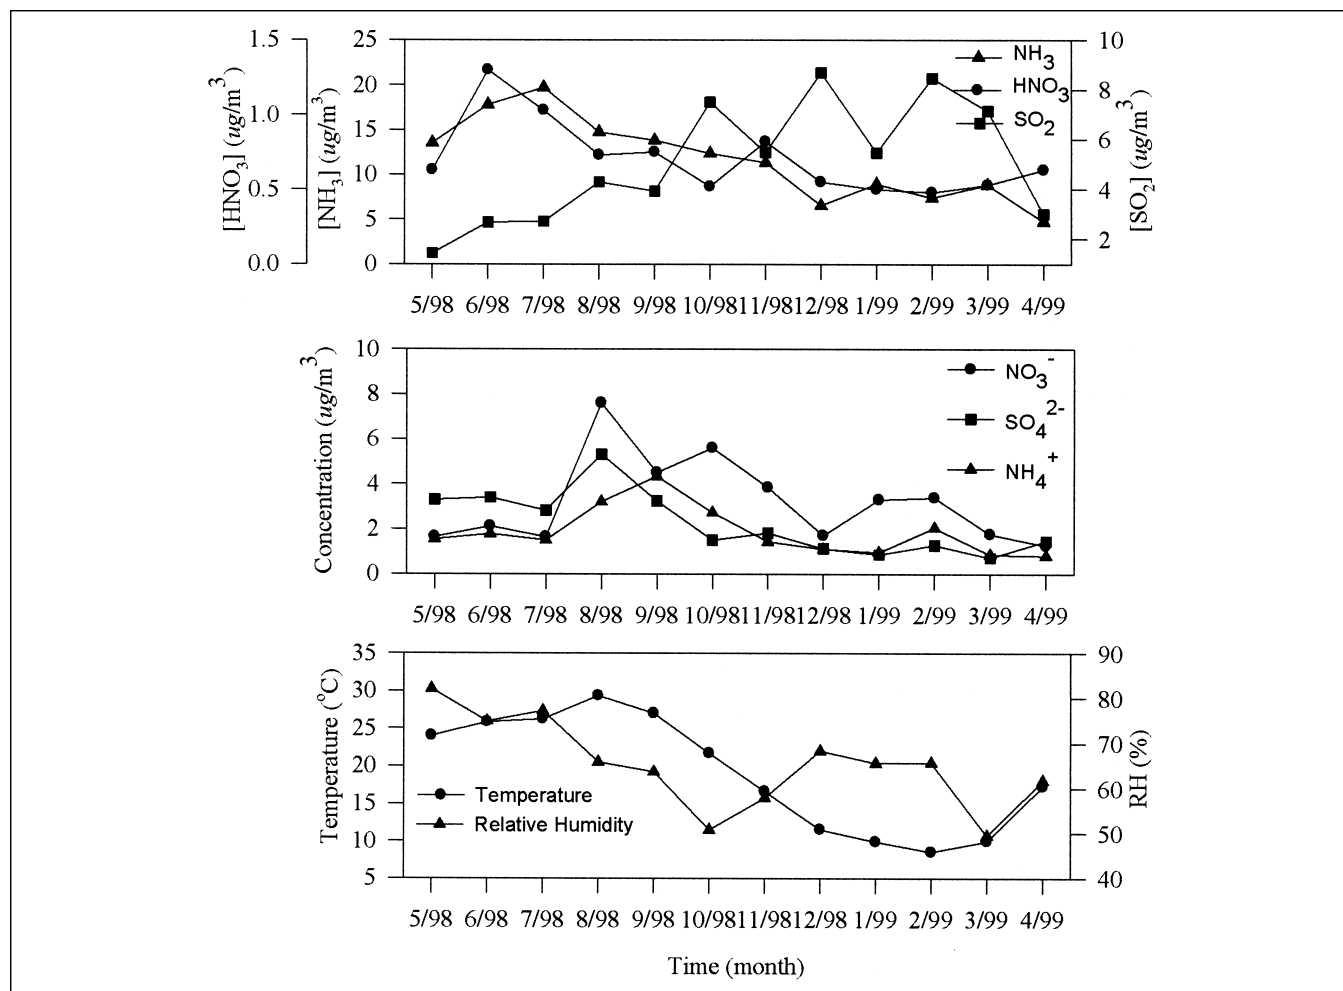 1.5 25 10
NH3
20 8
HNO3
1.0 SO2
15 6
10
0.5 4
5
2
0.0 0
[HNO3] (ug/m3)
[NH3] (ug/m3)
[SO2] (ug/m3)
5/98 6/98 7/98 8/98 9/98 10/98 11/98 12/98 1/99 2/99 3/99 4/99
10
NO3-
8
SO42-
6
NH4+
4
2
0
Concentration (ug/m3)
5/98 6/98 7/98 8/98 9/98 10/98 11/98 12/98 1/99 2/99 3/99 4/99
35 90
30 80
25
70
20
Temperature 60
15
Relative Humidity
10 50
5 40
Temperature (oC)
RH (%)
5/98 6/98 7/98 8/98 9/98 10/98 11/98 12/98 1/99 2/99 3/99 4/99
Time (month)